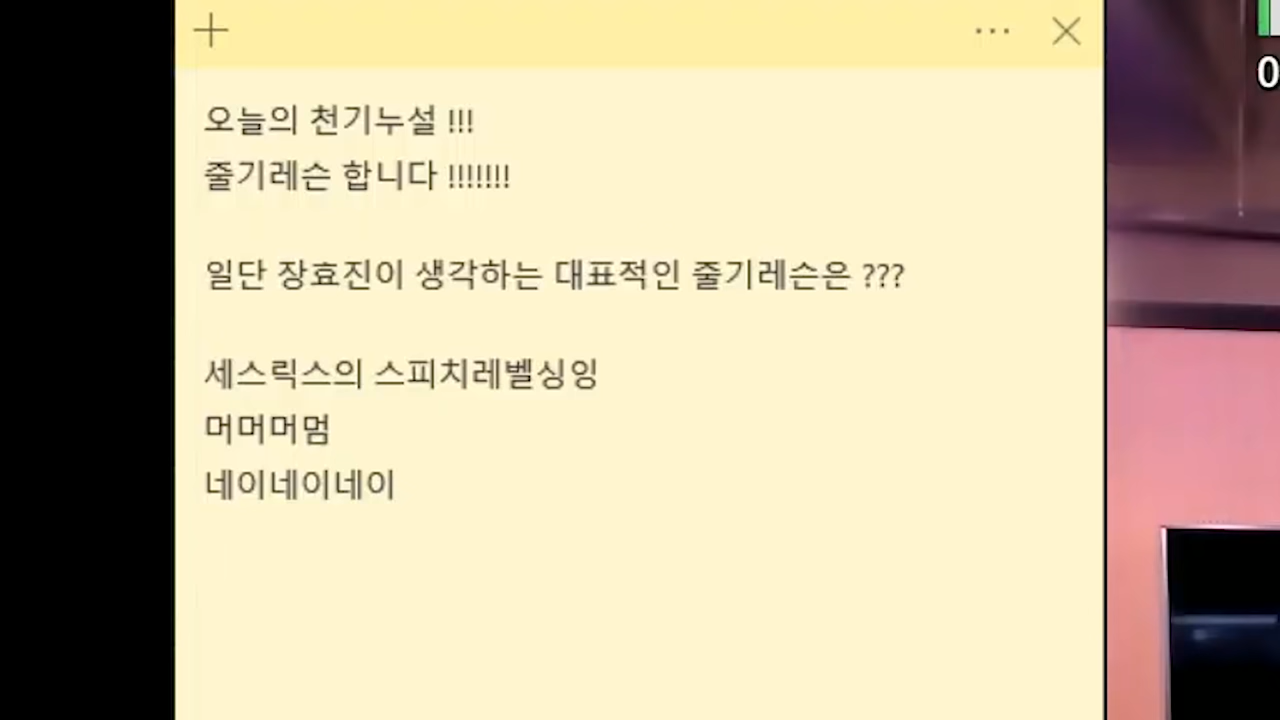 오늘의 천기누설 !!!
줄기레슨 합니다 !!!!!!!
일단 장효진이 생각하는 대표적인 줄기레슨은 ???
세스릭스의 스피치레벨싱잉
머머머멈
네이네이네이
0